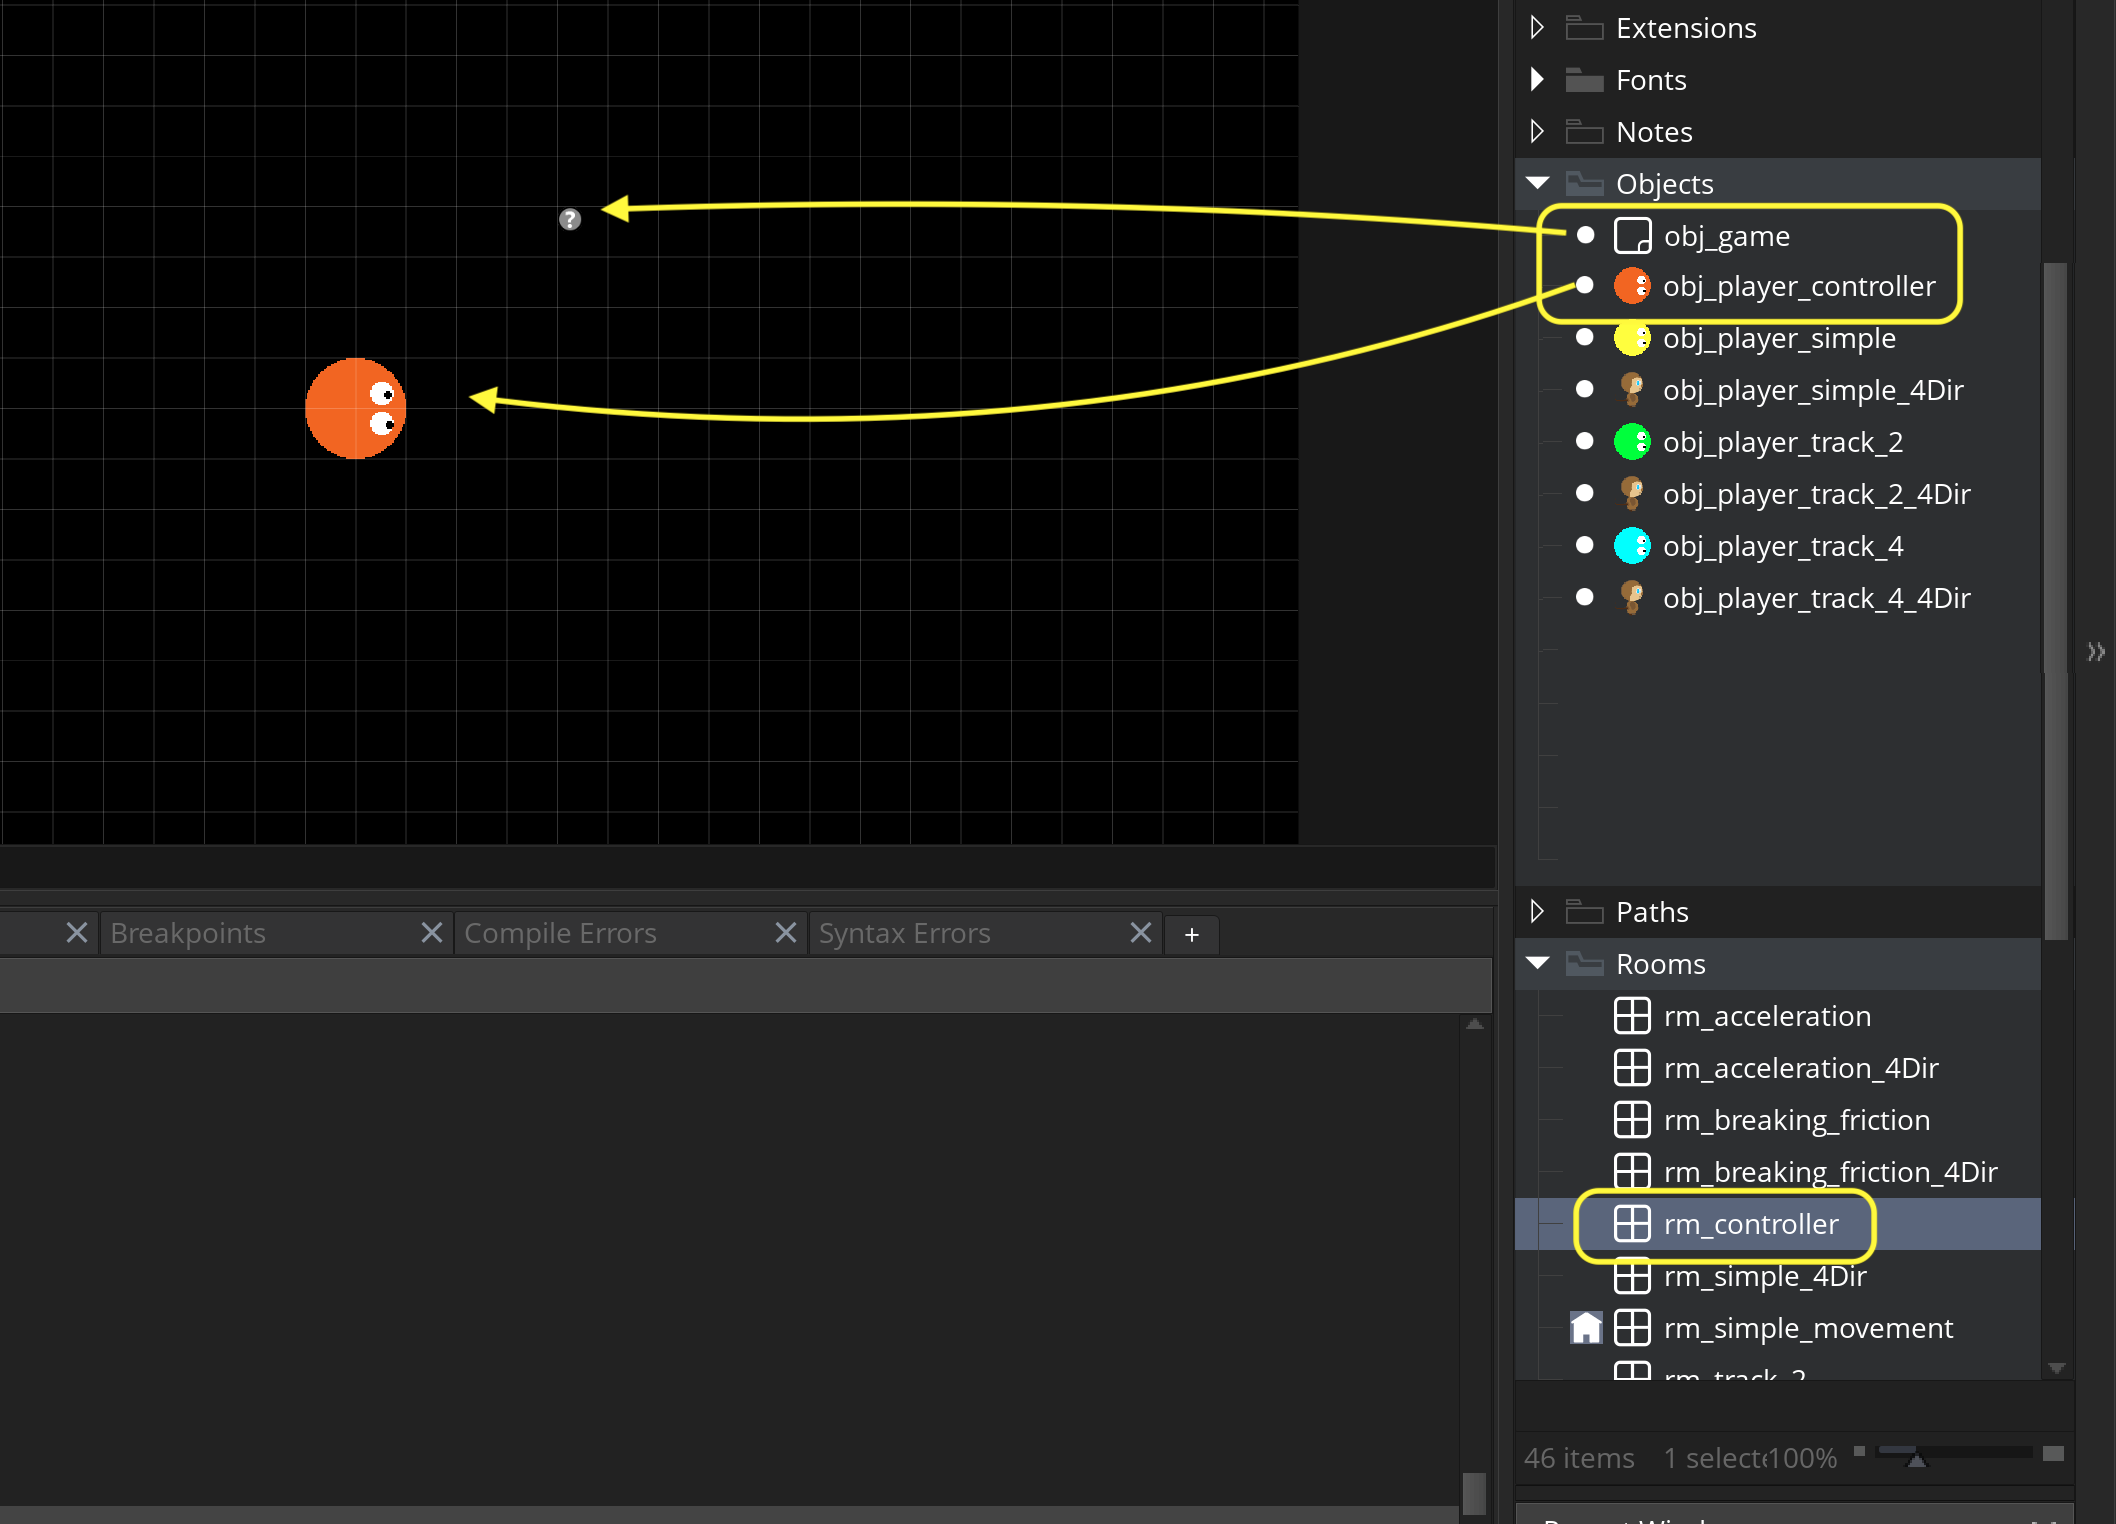 Extensions
Fonts
Notes
Objects
?
obj_game
obj_player_controller
obj_player_simple
obj_player_simple_4Dir
obj_player_track_2
obj_player_track_2_4Dir
obj_player_track_4
obj_player_track_4_4Dir
Paths
Breakpoints
Compile Errors
Syntax Errors
+
Rooms
rm_acceleration
rm_acceleration_4Dir
rm_breaking_friction
rm_breaking_friction_4Dir
rm_controller
rm_simple_4Dir
rm_simple_movement
rm_track_2
46 items 1 select 100%